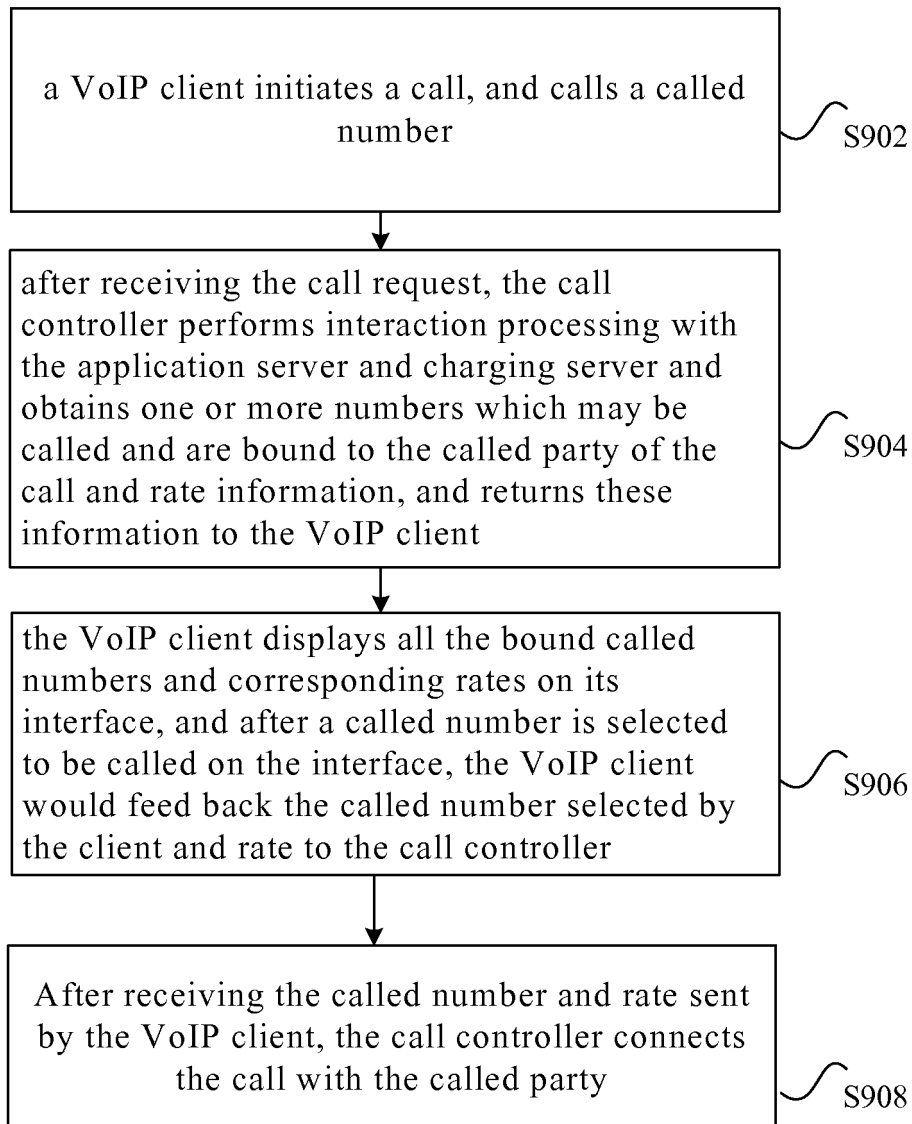 a VoIP client initiates a call, and calls a called
number
S902
after receiving the call request, the call
controller performs interaction processing with
the application server and charging server and
obtains one or more numbers which may be
called and are bound to the called party of the
call and rate information, and returns these
information to the VoIP client
S904
the VoIP client displays all the bound called
numbers and corresponding rates on its
interface, and after a called number is selected
to be called on the interface, the VoIP client
would feed back the called number selected by
the client and rate to the call controller
S906
After receiving the called number and rate sent
by the VoIP client, the call controller connects
the call with the called party
S908